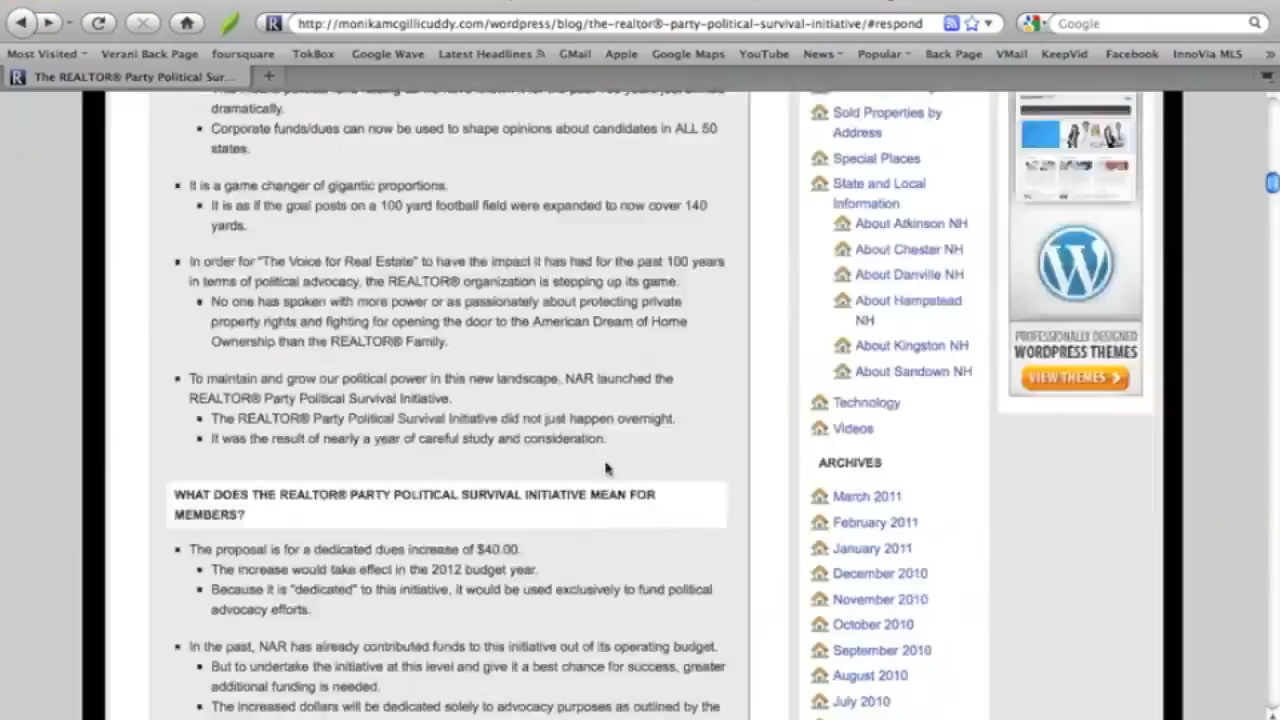 http://monikamcgillicuddy.com/wordpress/blog/the-realtor®-party-political-survival-initiative/#respond
Google
Most Visited
Verani Back Page
foursquare
TokBox
Google Wave
Latest Headlines
GMail
Apple
Google Maps
YouTube
News
Popular
Back Page
VMail
KeepVid
Facebook
InnoVia MLS
The REALTOR® Party Political Sur...
dramatically.
Corporate funds/dues can now be used to shape opinions about candidates in ALL 50
states.
It is a game changer of gigantic proportions.
It is as if the goal posts on a 100 yard football field were expanded to now cover 140
yards.
In order for "The Voice for Real Estate" to have the impact it has had for the past 100 years
in terms of political advocacy, the REALTOR® organization is stepping up its game.
No one has spoken with more power or as passionately about protecting private
property rights and fighting for opening the door to the American Dream of Home
Ownership than the REALTOR® Family.
To maintain and grow our political power in this new landscape, NAR launched the
REALTOR® Party Political Survival Initiative.
The REALTOR® Party Political Survival Initiative did not just happen overnight.
It was the result of nearly a year of careful study and consideration.
WHAT DOES THE REALTOR® PARTY POLITICAL SURVIVAL INITIATIVE MEAN FOR
MEMBERS?
The proposal is for a dedicated dues increase of $40.00.
The increase would take effect in the 2012 budget year.
Because it is "dedicated" to this initiative, it would be used exclusively to fund political
advocacy efforts.
In the past, NAR has already contributed funds to this initiative out of its operating budget.
But to undertake the initiative at this level and give it a best chance for success, greater
additional funding is needed.
The increased dollars will be dedicated solely to advocacy purposes as outlined by the
Sold Properties by
Address
Special Places
State and Local
Information
About Atkinson NH
About Chester NH
About Danville NH
About Hampstead
NH
About Kingston NH
About Sandown NH
Technology
Videos
ARCHIVES
March 2011
February 2011
January 2011
December 2010
November 2010
October 2010
September 2010
August 2010
July 2010
PROFESSIONALLY DESIGNED
WORDPRESS THEMES
VIEW THEMES